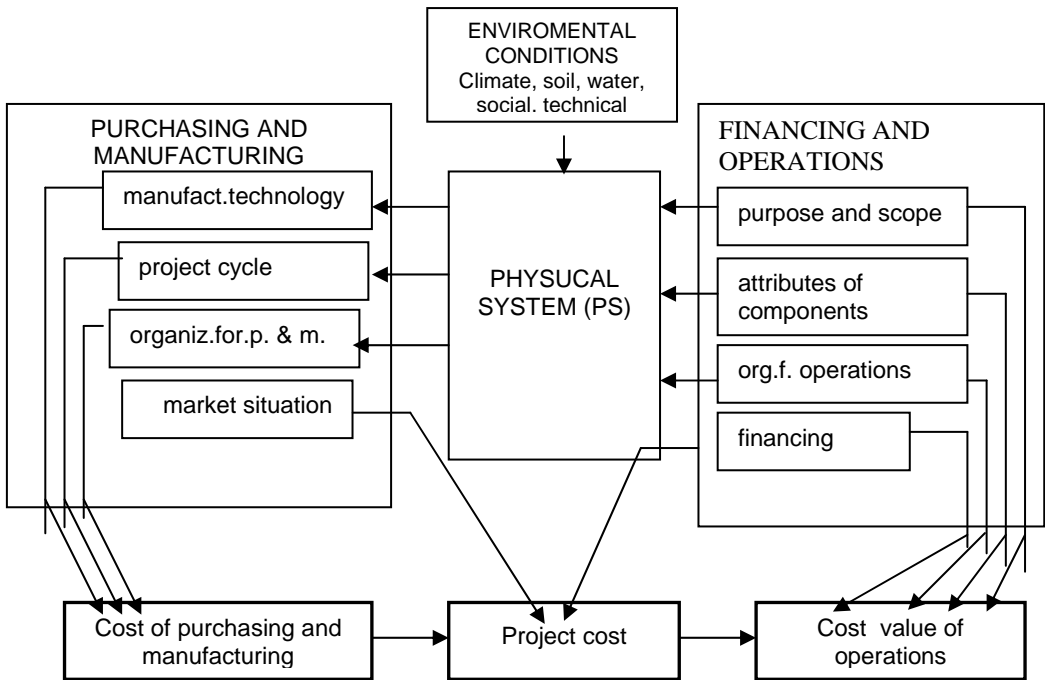 ENVIROMENTAL
CONDITIONS
Climate, soil, water,
social. technical
PURCHASING AND
MANUFACTURING
manufact.technology
project cycle
organiz.for.p. & m.
market situation
PHYSUCAL
SYSTEM (PS)
FINANCING AND
OPERATIONS
purpose and scope
attributes of
components
org.f. operations
financing
Cost of purchasing and
manufacturing
Project cost
Cost value of
operations